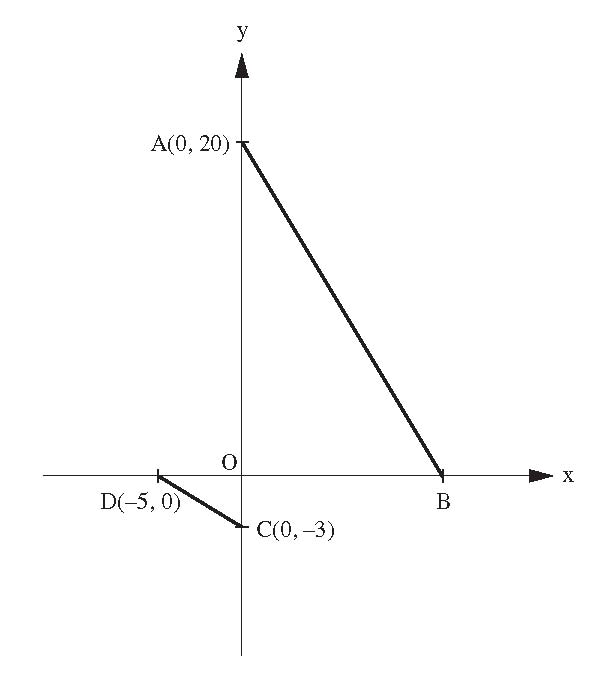 y
A(0, 20)
O
x
D(–5, 0)
B
C(0, –3)